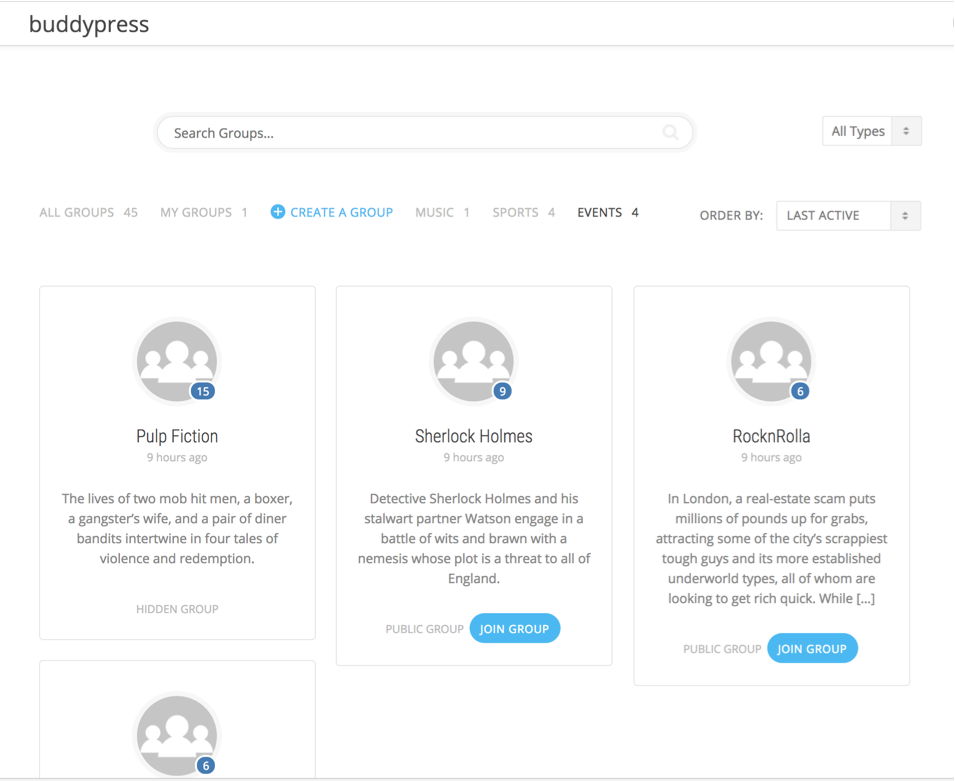 buddypress
Search Groups...
All Types
ALL GROUPS 45 MY GROUPS 1 CREATE A GROUP MUSIC 1 SPORTS 4 EVENTS 4 ORDER BY: LAST ACTIVE
15
Pulp Fiction
9 hours ago
The lives of two mob hit men, a boxer,
a gangster’s wife, and a pair of diner
bandits intertwine in four tales of
violence and redemption.
HIDDEN GROUP
9
Sherlock Holmes
9 hours ago
Detective Sherlock Holmes and his
stalwart partner Watson engage in a
battle of wits and brawn with a
nemesis whose plot is a threat to all of
England.
PUBLIC GROUP JOIN GROUP
6
RocknRolla
9 hours ago
In London, a real-estate scam puts
millions of pounds up for grabs,
attracting some of the city’s scrappiest
tough guys and its more established
underworld types, all of whom are
looking to get rich quick. While [...]
PUBLIC GROUP JOIN GROUP
6